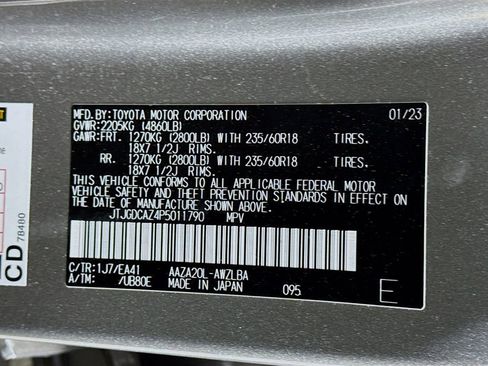 MFD.BY:TOYOTA MOTOR CORPORATION 01/23
GVWR:2205KG (4860LB)
GAWR:FRT. 1270KG (2800LB) WITH 235/60R18 TIRES.
18X7 1/2J RIMS.
RR. 1270KG (2800LB) WITH 235/60R18 TIRES.
18X7 1/2J RIMS.
THIS VEHICLE CONFORMS TO ALL APPLICABLE FEDERAL MOTOR
VEHICLE SAFETY AND THEFT PREVENTION STANDARDS IN EFFECT ON
THE DATE OF MANUFACTURE SHOWN ABOVE.
JTJGDCAZ4P5011790 MPV
C/TR:1J7/EA41 AAZA20L-AWZLBA
A/TM: /UB80E MADE IN JAPAN 095 E
CD 78480